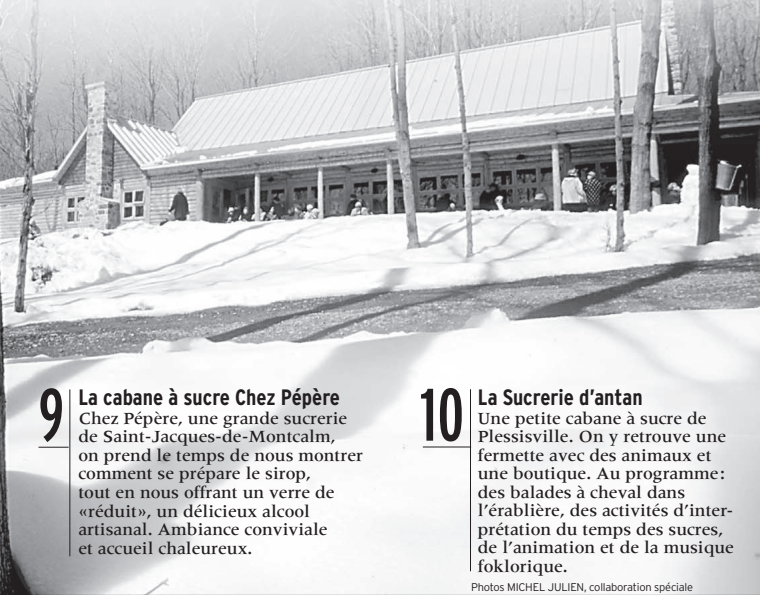 9
La cabane à sucre Chez Pépère
Chez Pépère, une grande sucrerie
de Saint-Jacques-de-Montcalm,
on prend le temps de nous montrer
comment se prépare le sirop,
tout en nous offrant un verre de
«réduit», un délicieux alcool
artisanal. Ambiance conviviale
et accueil chaleureux.
10
La Sucrerie d’antan
Une petite cabane à sucre de
Plessisville. On y retrouve une
fermette avec des animaux et
une boutique. Au programme:
des balades à cheval dans
l’érablière, des activités d’inter-
prétation du temps des sucres,
de l’animation et de la musique
foklorique.
Photos MICHEL JULIEN, collaboration spéciale